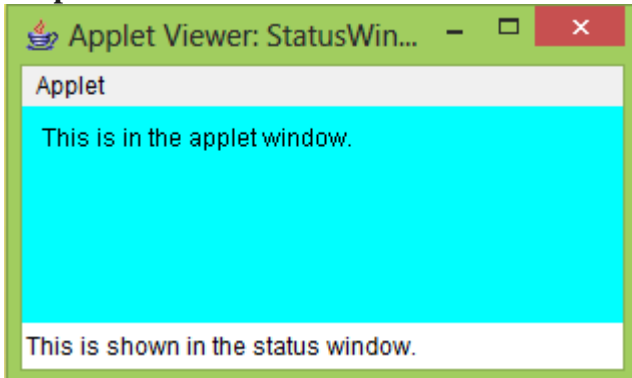 Applet Viewer: StatusWin...
Applet
This is in the applet window.
This is shown in the status window.